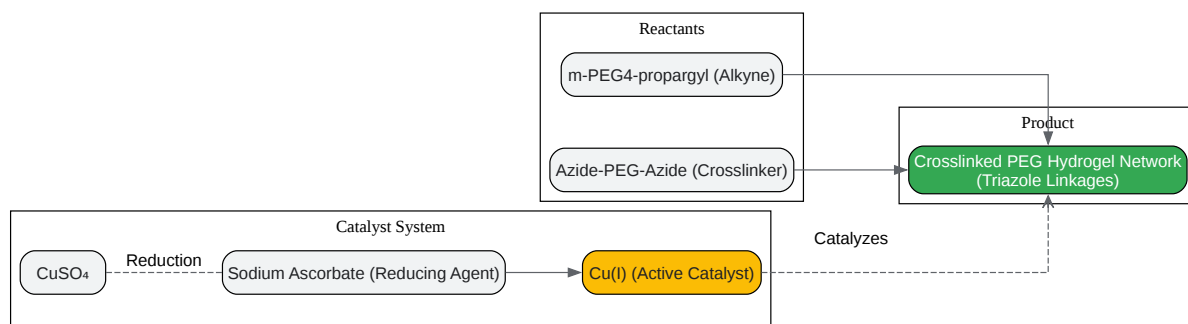 Reactants
m-PEG4-propargyl (Alkyne)
Azide-PEG-Azide (Crosslinker)
Product
Crosslinked PEG Hydrogel Network
(Triazole Linkages)
Catalyst System
CuSO₄
Reduction
Sodium Ascorbate (Reducing Agent)
Cu(I) (Active Catalyst)
Catalyzes